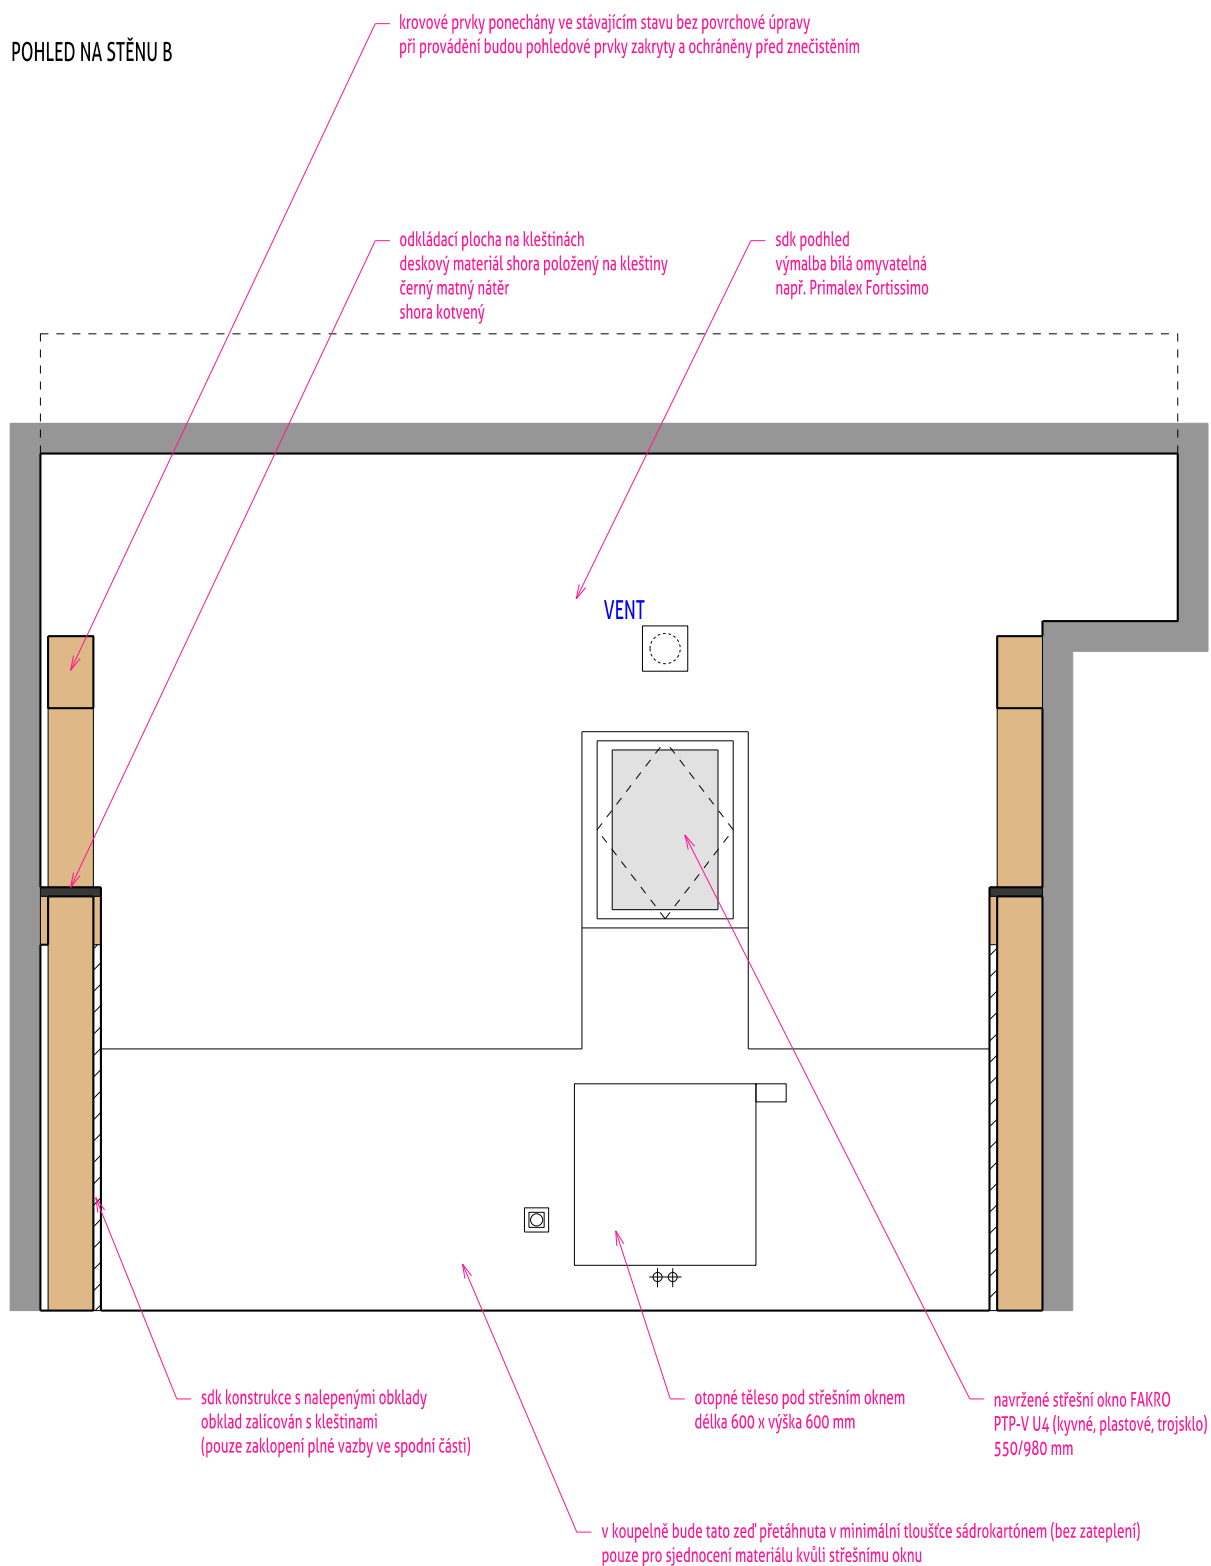 krovové prvky ponechány ve stávajícím stavu bez povrchové úpravy
při provádění budou pohledové prvky zakryty a ochráněny před znečistěním
POHLED NA STĚNU B
odkládací plocha na kleštinách
deskový materiál shora položený na kleštiny
černý matný nátěr
shora kotvený
sdk podhled
výmalba bílá omyvatelná
např. Primalex Fortissimo
VENT
sdk konstrukce s nalepenými obklady
obklad zalícován s kleštinami
(pouze zaklopení plné vazby ve spodní části)
otopné těleso pod střešním oknem
délka 600 x výška 600 mm
navržené střešní okno FAKRO
PTP-V U4 (kyvné, plastové, trojsklo)
550/980 mm
v koupelně bude tato zeď přetáhnuta v minimální tloušťce sádrokartónem (bez zateplení)
pouze pro sjednocení materiálu kvůli střešnímu oknu